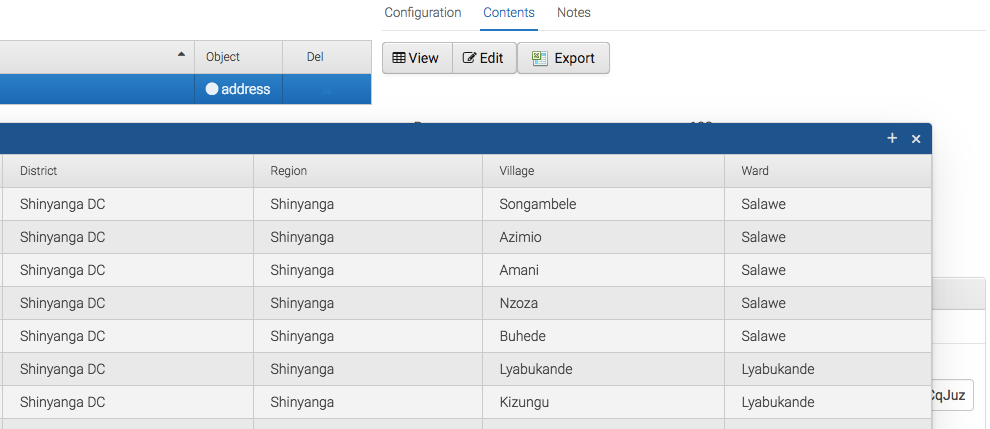 Configuration Contents Notes
Object Del
View Edit Export
address
District Region Village Ward
Shinyanga DC Shinyanga Songambele Salawe
Shinyanga DC Shinyanga Azimio Salawe
Shinyanga DC Shinyanga Amani Salawe
Shinyanga DC Shinyanga Nzoza Salawe
Shinyanga DC Shinyanga Buhede Salawe
Shinyanga DC Shinyanga Lyabukande Lyabukande
Shinyanga DC Shinyanga Kizungu Lyabukande
CqJuz